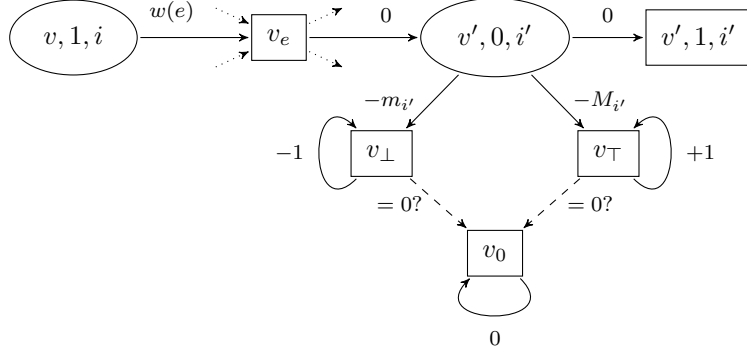 w(e)
v, 1, i
v_e
0
v′, 0, i′
0
v′, 1, i′
−m_{i′}
−M_{i′}
−1
v_⊥
v_⊤
+1
= 0?
= 0?
v_0
0